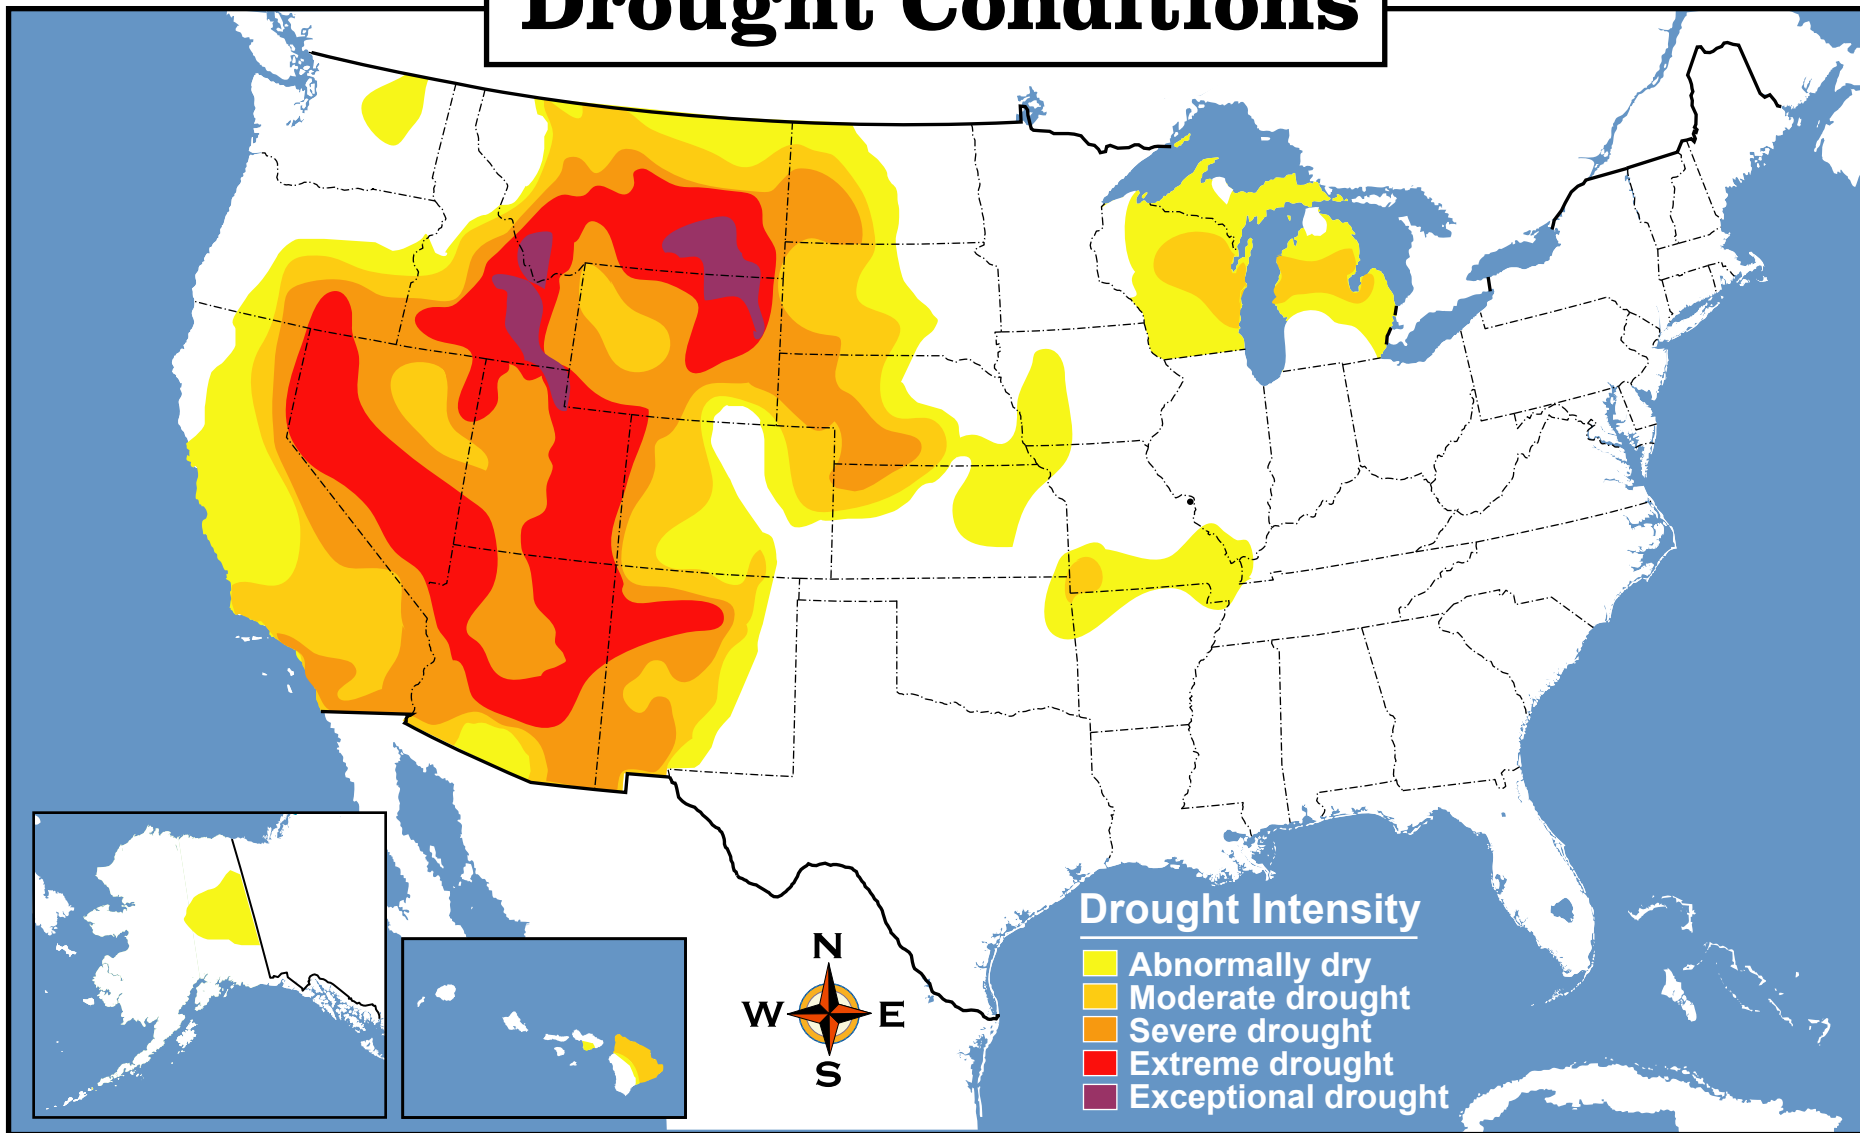 Drought Conditions
N
W E
S
Drought Intensity
Abnormally dry
Moderate drought
Severe drought
Extreme drought
Exceptional drought